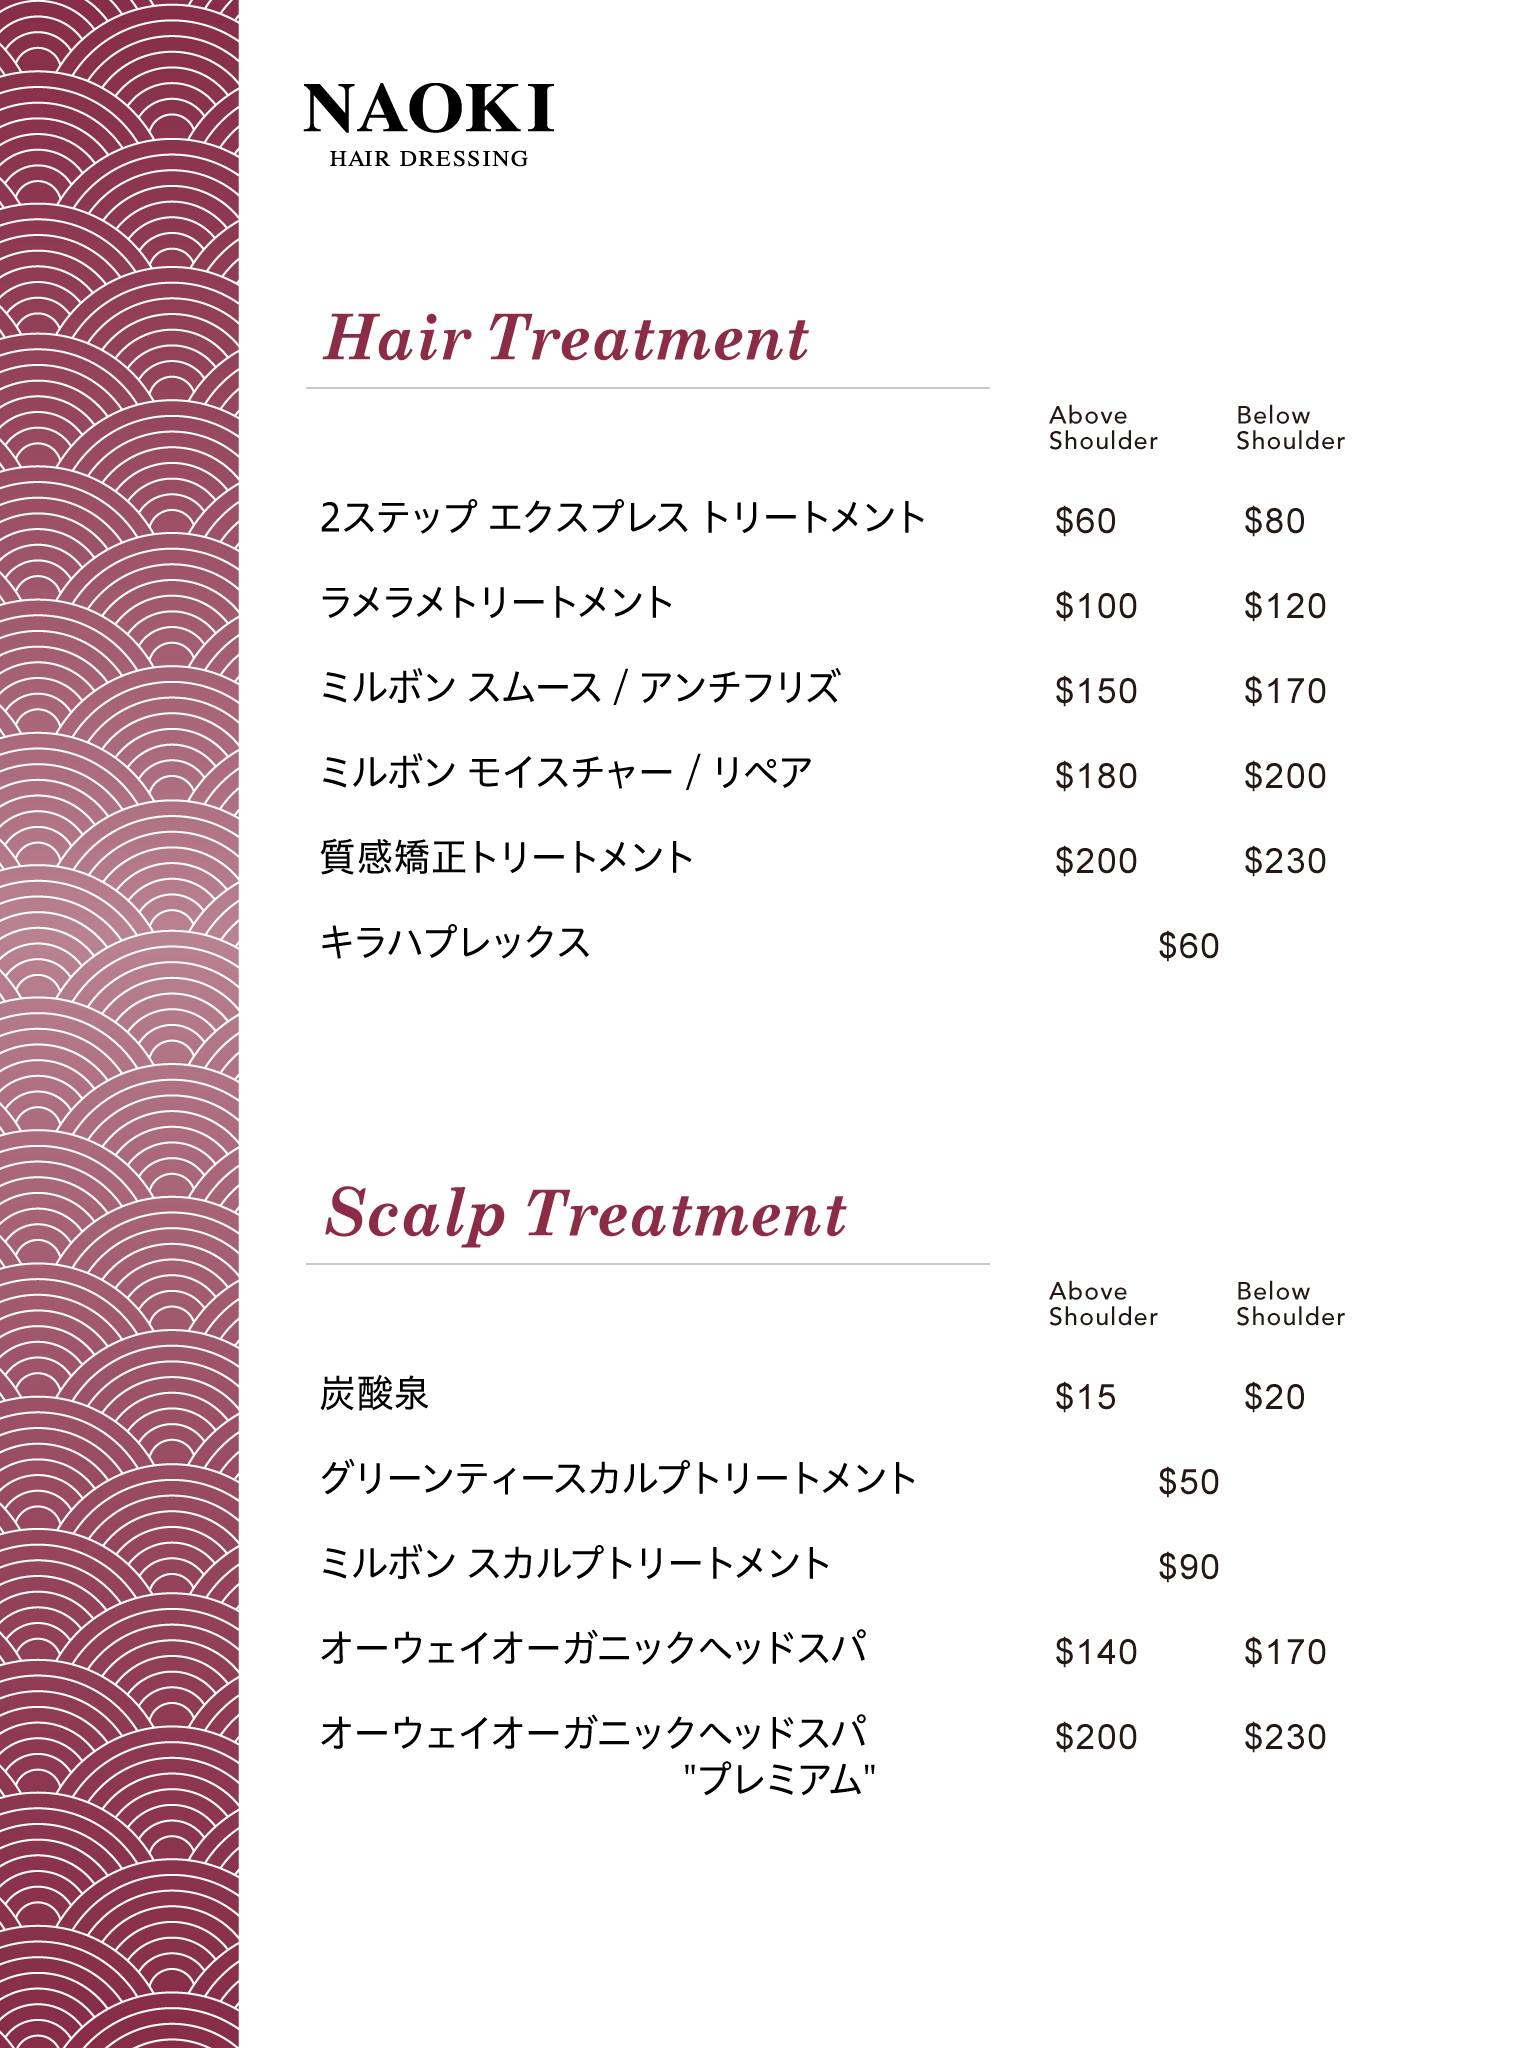 NAOKI
HAIR DRESSING
Hair Treatment
Above Shoulder
Below Shoulder
2ステップ エクスプレス トリートメント $60 $80
ラメラメトリートメント $100 $120
ミルボン スムース / アンチフリズ $150 $170
ミルボン モイスチャー / リペア $180 $200
質感矯正トリートメント $200 $230
キラハプレックス $60
Scalp Treatment
Above Shoulder
Below Shoulder
炭酸泉 $15 $20
グリーンティースカルプトリートメント $50
ミルボン スカルプトリートメント $90
オーウェイオーガニックヘッドスパ $140 $170
オーウェイオーガニックヘッドスパ $200 $230
"プレミアム"